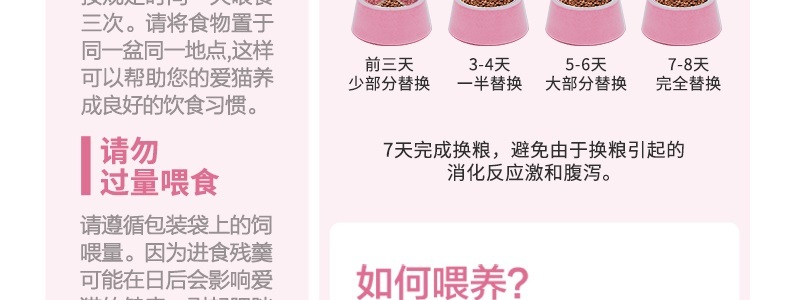 三次。请将食物置于
同一盆同一地点,这样
可以帮助您的爱猫养
成良好的饮食习惯。
请勿
过量喂食
请遵循包装袋上的饲
喂量。因为进食残羹
可能在日后会影响爱
前三天
少部分替换
3-4天
一半替换
5-6天
大部分替换
7-8天
完全替换
7天完成换粮，避免由于换粮引起的
消化反应激和腹泻。
如何喂养?